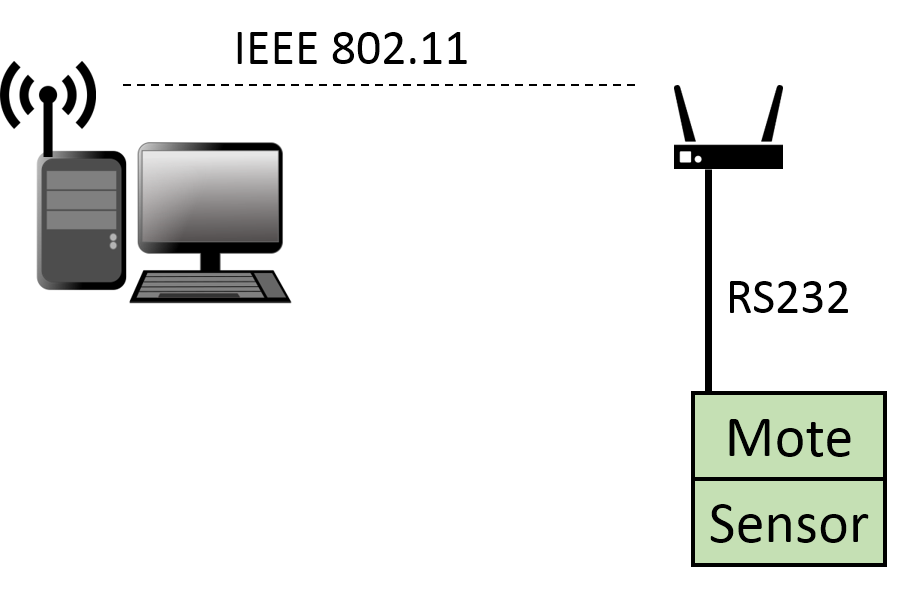 IEEE 802.11
RS232
Mote
Sensor